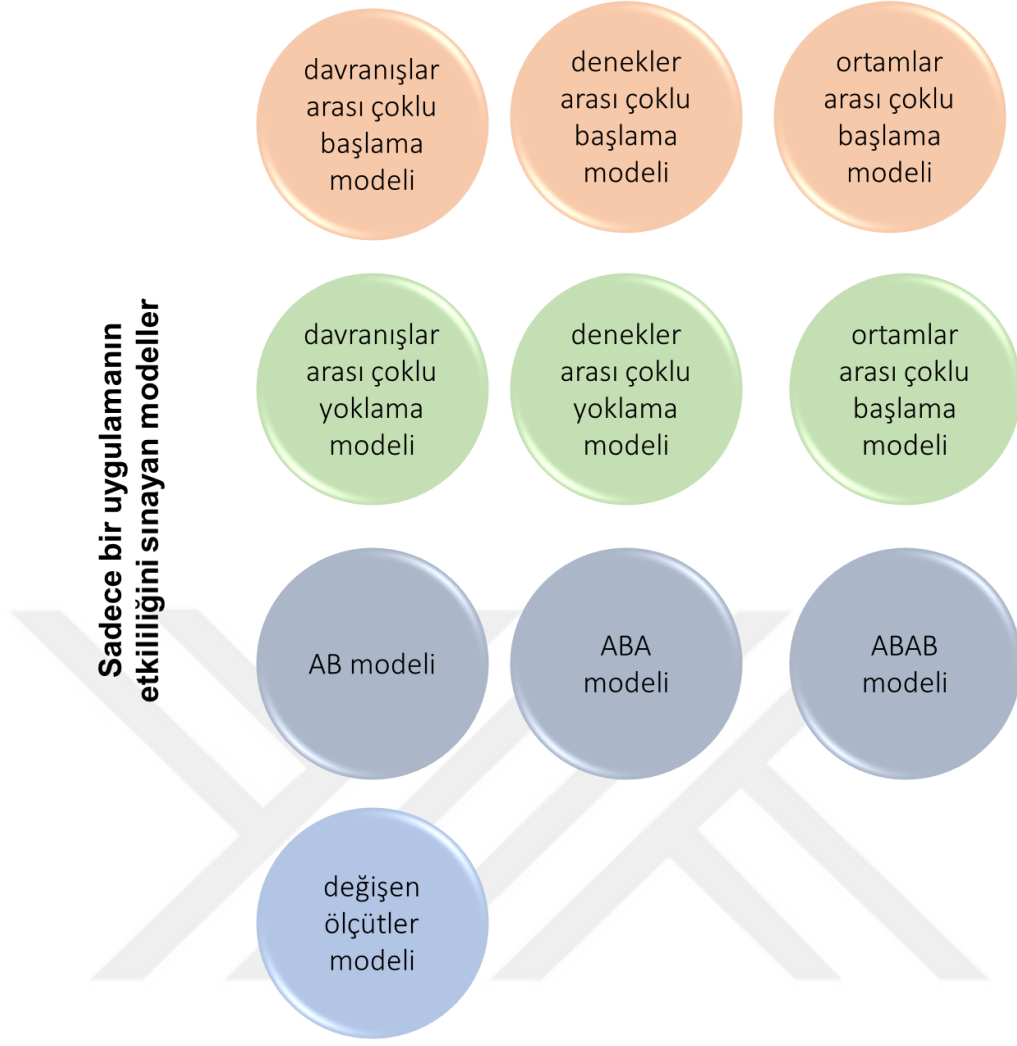 Sadece bir uygulamanın
etkililiğini sınayan modeller
davranışlar
arası çoklu
başlama
modeli
denekler
arası çoklu
başlama
modeli
ortamlar
arası çoklu
başlama
modeli
davranışlar
arası çoklu
yoklama
modeli
denekler
arası çoklu
yoklama
modeli
ortamlar
arası çoklu
başlama
modeli
AB modeli
ABA
modeli
ABAB
modeli
değişen
ölçütler
modeli